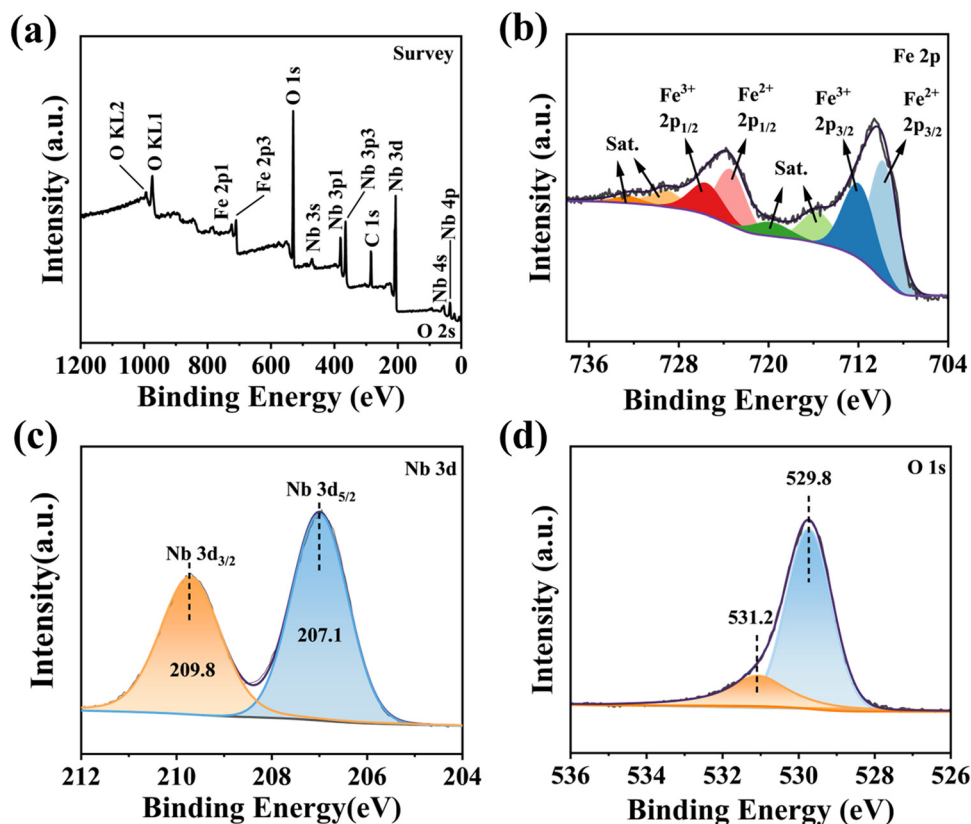 (a)
Survey
O KL2
O KL1
Fe 2p1
Fe 2p3
O 1s
Nb 3s
Nb 3p1
Nb 3p3
C 1s
Nb 3d
Nb 4s
Nb 4p
O 2s
Intensity (a.u.)
1200 1000 800 600 400 200 0
Binding Energy (eV)
(b)
Fe 2p
Sat.
Fe3+
2p1/2
Fe2+
2p1/2
Sat.
Fe3+
2p3/2
Fe2+
2p3/2
Intensity (a.u.)
736 728 720 712 704
Binding Energy (eV)
(c)
Nb 3d
Nb 3d3/2
Nb 3d5/2
209.8
207.1
Intensity(a.u.)
212 210 208 206 204
Binding Energy(eV)
(d)
O 1s
529.8
531.2
Intensity (a.u.)
536 534 532 530 528 526
Binding Energy (eV)